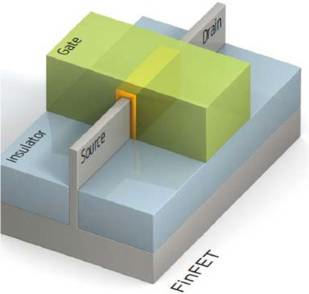 Gate
Drain
Insulator
Source
FinFET